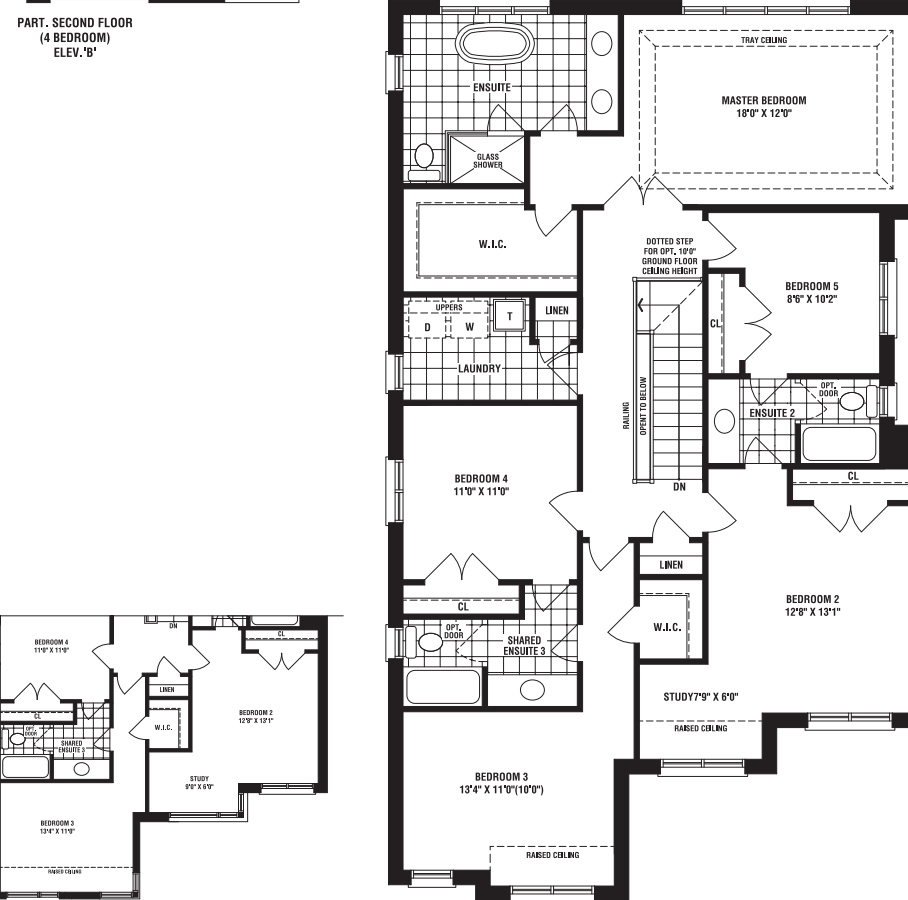 PART. SECOND FLOOR
(4 BEDROOM)
ELEV.'B'
TRAY CEILING
ENSUITE
MASTER BEDROOM
18'0" X 12'0"
GLASS
SHOWER
W.I.C.
DOTTED STEP
FOR OPT. 10'0"
GROUND FLOOR
CEILING HEIGHT
BEDROOM 5
8'6" X 10'2"
CL
UPPERS
D
W
T
LINEN
LAUNDRY
RAILING
OPENT TO BELOW
OPT.
DOOR
ENSUITE 2
CL
DN
BEDROOM 4
11'0" X 11'0"
CL
LINEN
BEDROOM 2
12'8" X 13'1"
W.I.C.
OPT.
DOOR
SHARED
ENSUITE 3
STUDY7'9" X 6'0"
RAISED CEILING
BEDROOM 3
13'4" X 11'0"(10'0")
RAISED CEILING
DN
BEDROOM 4
11'0" X 11'0"
CL
LINEN
CL
BEDROOM 2
12'8" X 13'1"
W.I.C.
OPT.
DOOR
SHARED
ENSUITE 3
STUDY
9'0" X 6'0"
BEDROOM 3
13'4" X 11'0"
RAISED CEILING